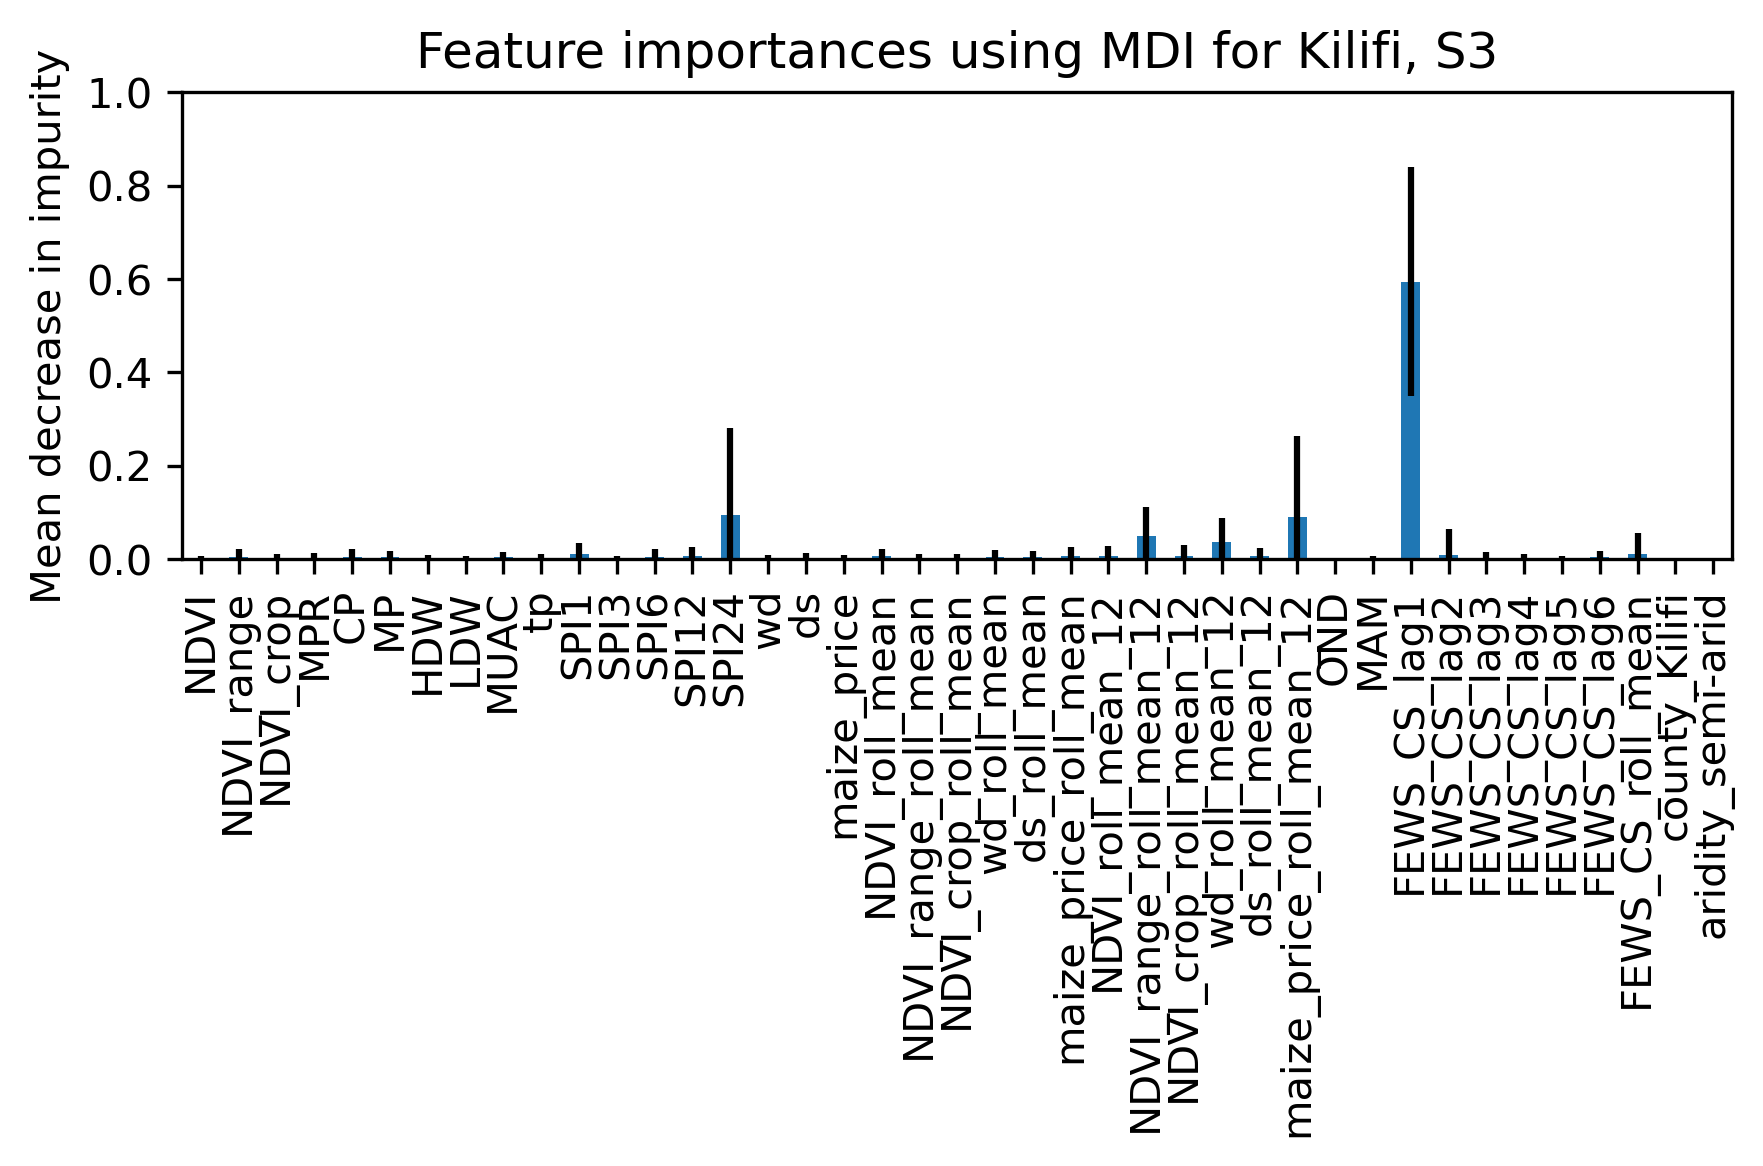 Feature importances using MDI for Kilifi, S3
Mean decrease in impurity
1.0
0.8
0.6
0.4
0.2
0.0
NDVI
NDVI_range
NDVI_crop
MPR
CP
MP
HDW
LDW
MUAC
tp
SPI1
SPI3
SPI6
SPI12
SPI24
wd
ds
maize_price
NDVI_roll_mean
NDVI_range_roll_mean
NDVI_crop_roll_mean
wd_roll_mean
ds_roll_mean
maize_price_roll_mean
NDVI_roll_mean_12
NDVI_range_roll_mean_12
NDVI_crop_roll_mean_12
wd_roll_mean_12
ds_roll_mean_12
maize_price_roll_mean_12
OND
MAM
FEWS_CS_lag1
FEWS_CS_lag2
FEWS_CS_lag3
FEWS_CS_lag4
FEWS_CS_lag5
FEWS_CS_lag6
FEWS_CS_roll_mean
county_Kilifi
aridity_semi-arid